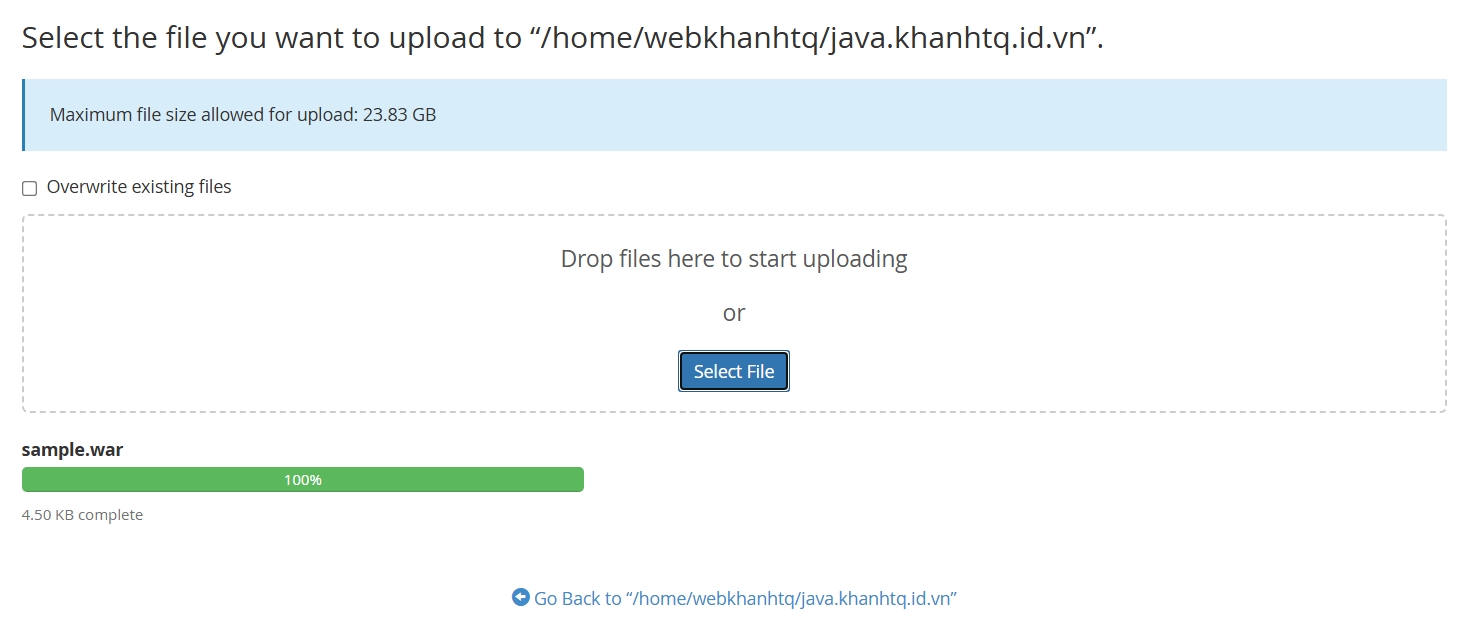 Select the file you want to upload to “/home/webkhanhtq/java.khanhtq.id.vn”.
Maximum file size allowed for upload: 23.83 GB
Overwrite existing files
Drop files here to start uploading
or
Select File
sample.war
100%
4.50 KB complete
Go Back to “/home/webkhanhtq/java.khanhtq.id.vn”